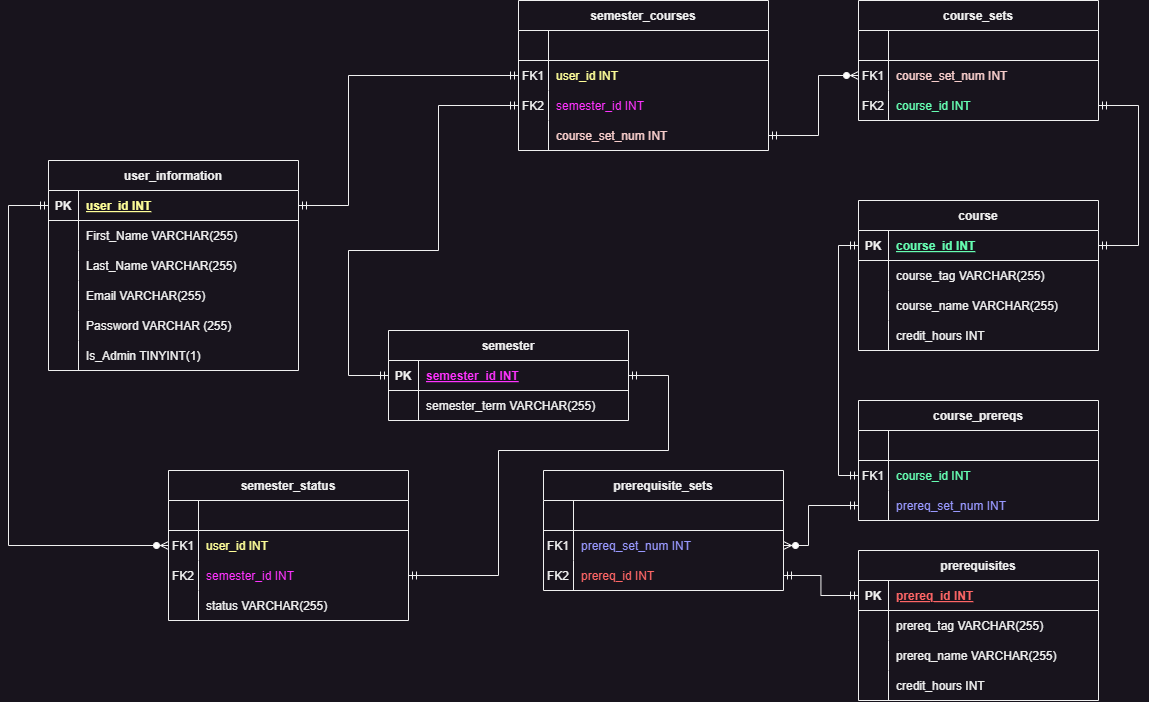 semester_courses
FK1 user_id INT
FK2 semester_id INT
course_set_num INT
course_sets
FK1 course_set_num INT
FK2 course_id INT
user_information
PK user_id INT
First_Name VARCHAR(255)
Last_Name VARCHAR(255)
Email VARCHAR(255)
Password VARCHAR (255)
Is_Admin TINYINT(1)
course
PK course_id INT
course_tag VARCHAR(255)
course_name VARCHAR(255)
credit_hours INT
semester
PK semester_id INT
semester_term VARCHAR(255)
course_prereqs
FK1 course_id INT
prereq_set_num INT
semester_status
FK1 user_id INT
FK2 semester_id INT
status VARCHAR(255)
prerequisite_sets
FK1 prereq_set_num INT
FK2 prereq_id INT
prerequisites
PK prereq_id INT
prereq_tag VARCHAR(255)
prereq_name VARCHAR(255)
credit_hours INT